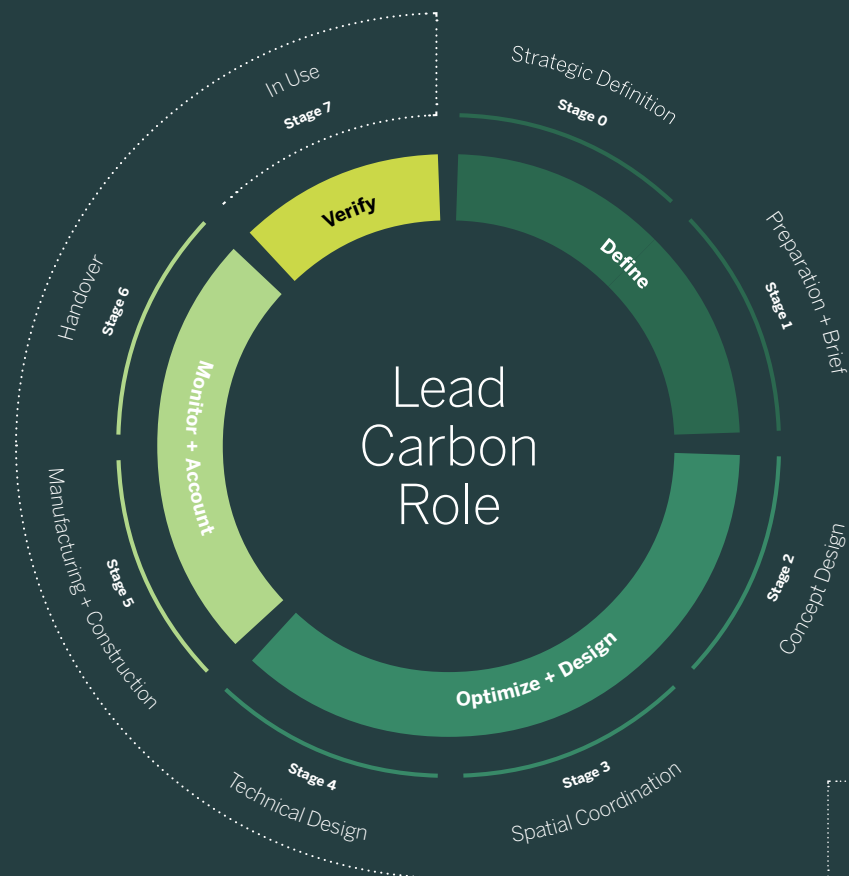 Strategic Definition
Stage 0
Preparation + Brief
Stage 1
Define
Concept Design
Stage 2
Spatial Coordination
Stage 3
Technical Design
Stage 4
Optimize + Design
Manufacturing + Construction
Stage 5
Handover
Stage 6
Monitor + Account
In Use
Stage 7
Verify
Lead
Carbon
Role